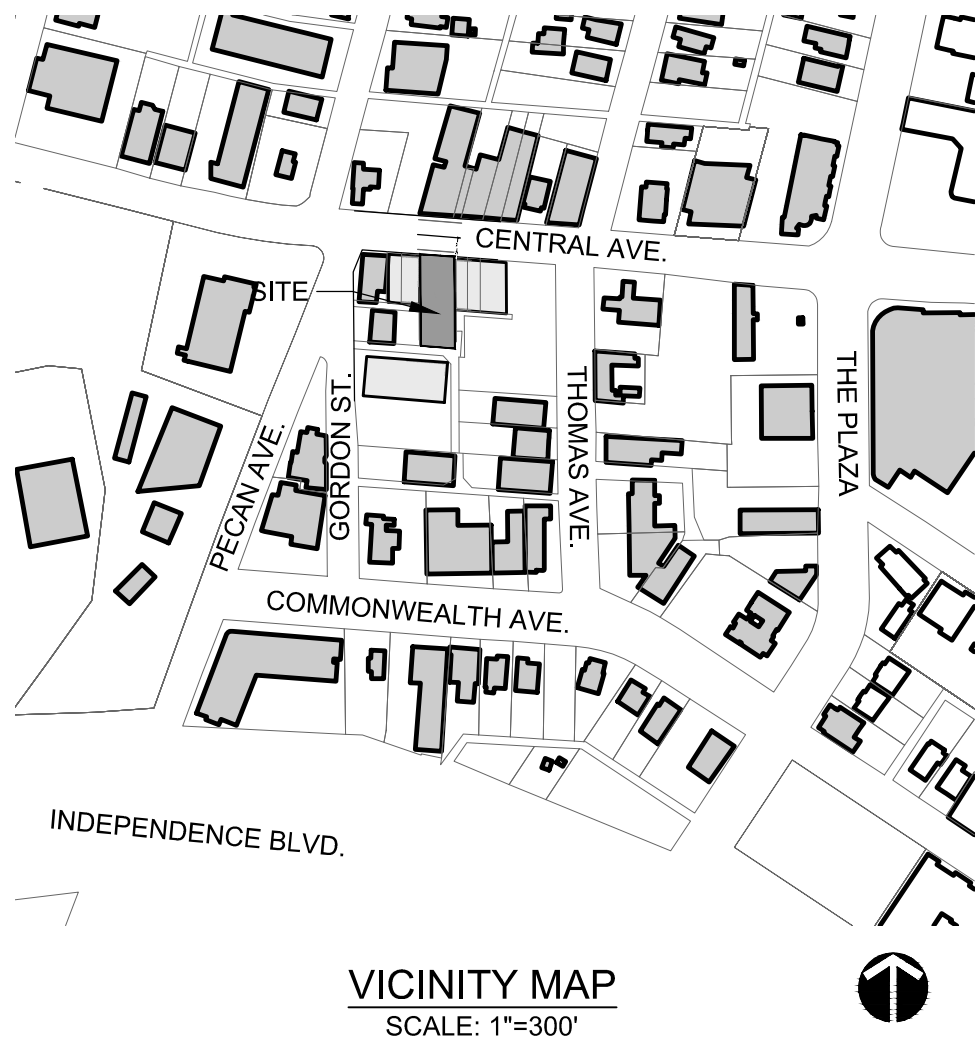 CENTRAL AVE.
SITE
THE PLAZA
THOMAS AVE.
GORDON ST.
PECAN AVE.
COMMONWEALTH AVE.
INDEPENDENCE BLVD.
VICINITY MAP
SCALE: 1"=300'